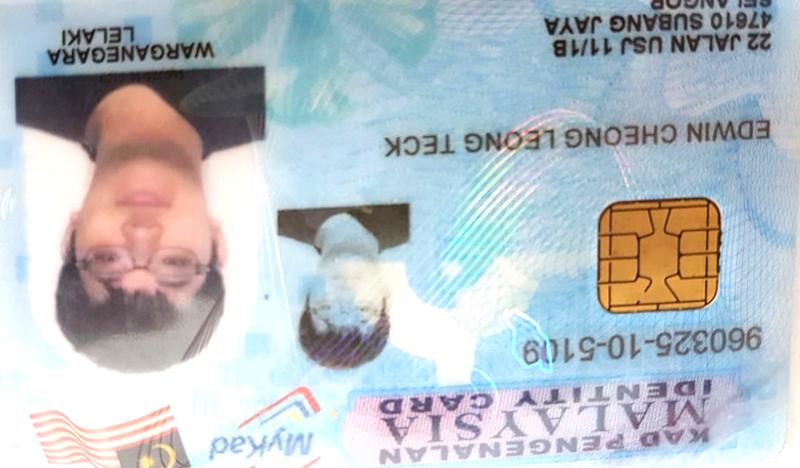 KAD PENGENALAN
MALAYSIA
IDENTITY CARD
MyKad
960325-10-5109
EDWIN CHEONG LEONG TECK
22 JALAN USJ 11/1B
47610 SUBANG JAYA
SELANGOR
WARGANEGARA
LELAKI